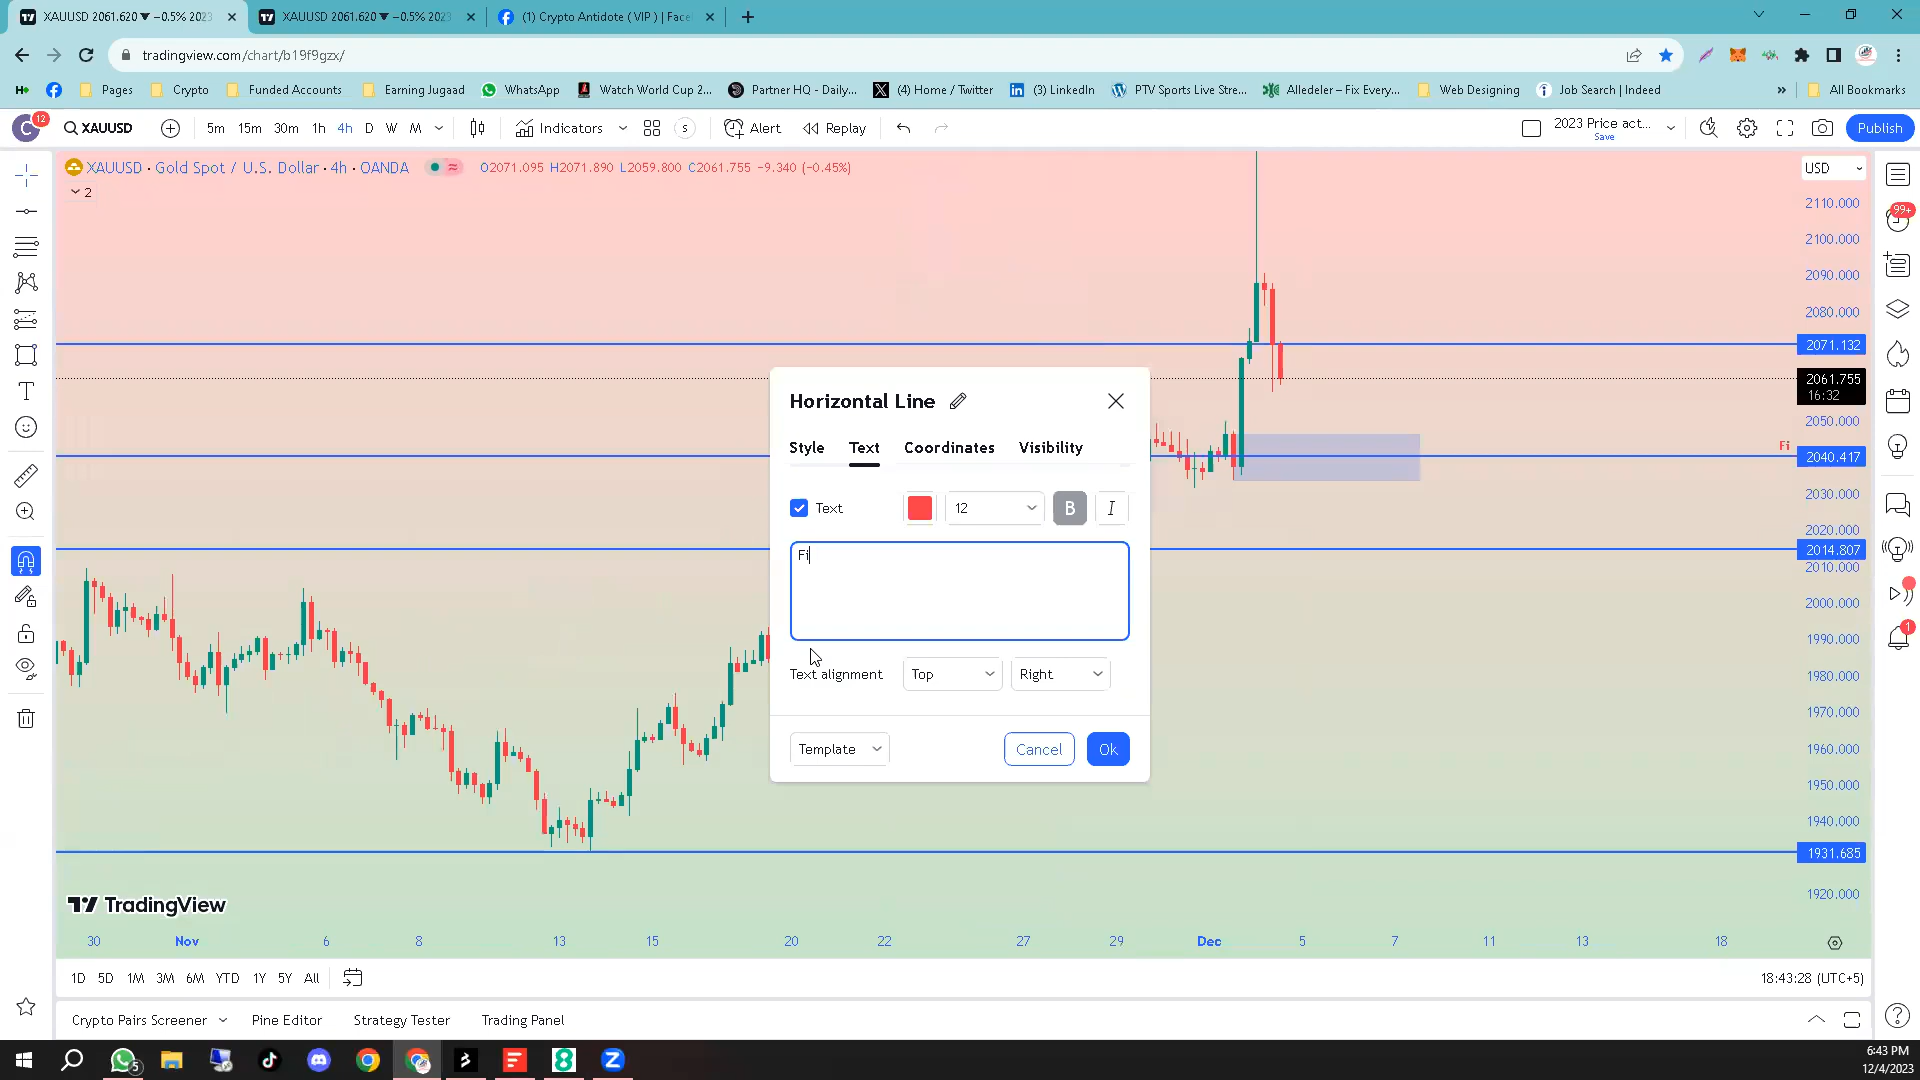 XAUUSD 2061.620 ▼ −0.5% 2023
XAUUSD 2061.620 ▼ −0.5% 2023
(1) Crypto Antidote ( VIP ) | Face
tradingview.com/chart/b19f9gzx/
Pages
Crypto
Funded Accounts
Earning Jugaad
WhatsApp
Watch World Cup 2...
Partner HQ - Daily...
(4) Home / Twitter
(3) LinkedIn
PTV Sports Live Stre...
Alledeler – Fix Every...
Web Designing
Job Search | Indeed
»
All Bookmarks
C 12
XAUUSD
5m 15m 30m 1h 4h D W M
Indicators
S
Alert
Replay
2023 Price act...
Save
Publish
XAUUSD · Gold Spot / U.S. Dollar · 4h · OANDA
O2071.095 H2071.890 L2059.800 C2061.755 −9.340 (−0.45%)
2
USD
99+
2110.000
2100.000
2090.000
2080.000
2071.132
2061.755
16:32
2050.000
Fi
2040.417
2030.000
2020.000
2014.807
2010.000
2000.000
1990.000
1980.000
1970.000
1960.000
1950.000
1940.000
1931.685
1920.000
1
Horizontal Line
Style Text Coordinates Visibility
Text
12
B
I
Fi
Text alignment
Top
Right
Template
Cancel
Ok
TradingView
30 Nov 6 8 13 15 20 22 27 29 Dec 5 7 11 13 18
1D 5D 1M 3M 6M YTD 1Y 5Y All
18:43:28 (UTC+5)
Crypto Pairs Screener
Pine Editor
Strategy Tester
Trading Panel
5
6:43 PM
12/4/2023